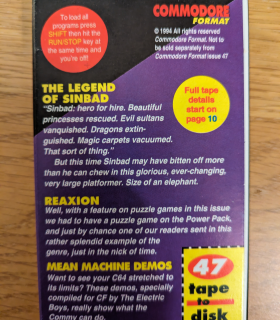 To load all
programs press
SHIFT then hit the
RUN/STOP key at
the same time and
you're off!
COMMODORE
FORMAT
© 1994 All rights reserved
Commodore Format. Not to
be sold separately from
Commodore Format issue 47
THE LEGEND
OF SINBAD
"Sinbad: hero for hire. Beautiful
princesses rescued. Evil sultans
vanquished. Dragons extin-
guished. Magic carpets vacuumed.
That sort of thing."
But this time Sinbad may have bitten off more
than he can chew in this glorious, ever-changing,
very large platformer. Size of an elephant.
Full tape
details
start on
page 10
REAXION
Well, with a feature on puzzle games in this issue
we had to have a puzzle game on the Power Pack,
and just by chance one of our readers sent in this
rather splendid example of the
genre, just in the nick of time.
MEAN MACHINE DEMOS
Want to see your C64 stretched to
its limits? These demos, specially
compiled for CF by The Electric
Boys, really show what the
Commy can do.
47
tape
to
disk